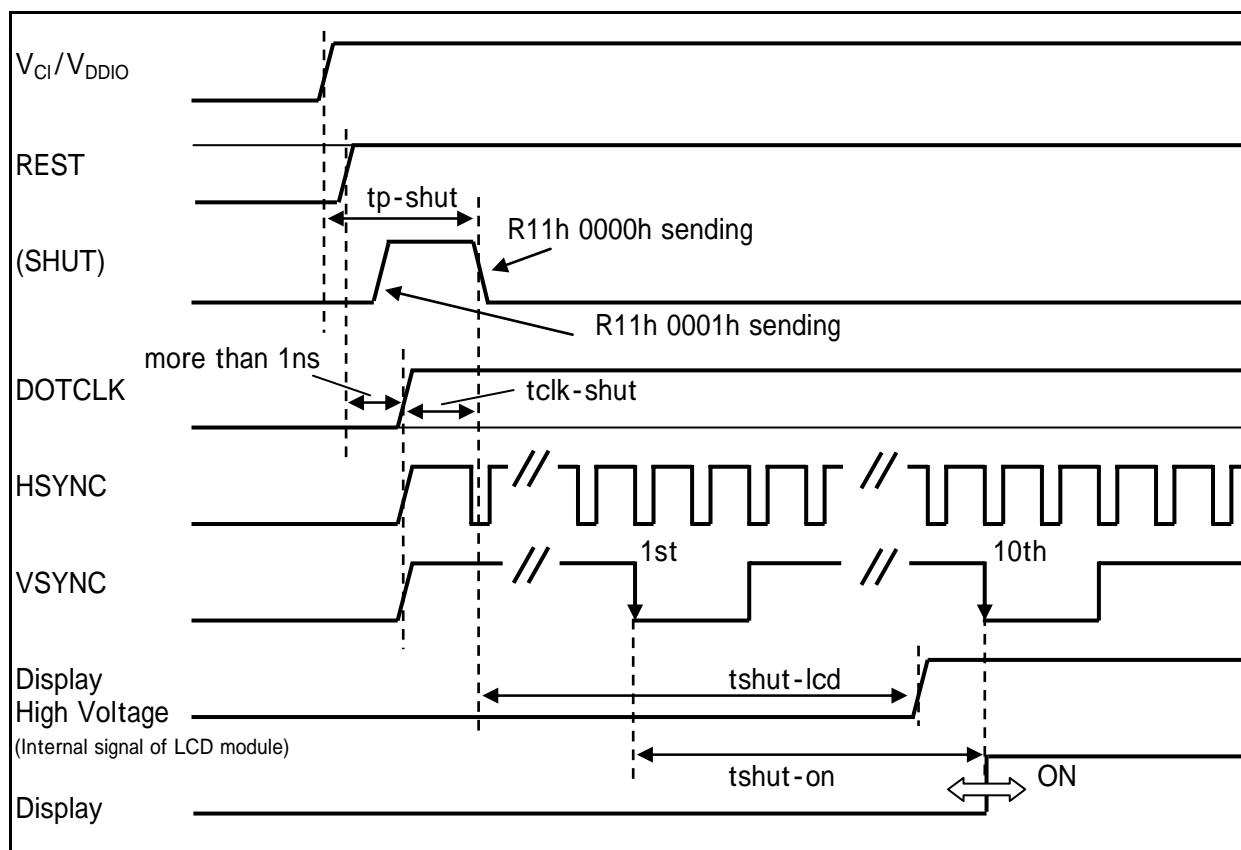 VCI/VDDIO
REST
tp-shut
R11h 0000h sending
(SHUT)
R11h 0001h sending
more than 1ns
DOTCLK
tclk-shut
HSYNC
1st
10th
VSYNC
Display
High Voltage
(Internal signal of LCD module)
tshut-lcd
tshut-on
ON
Display